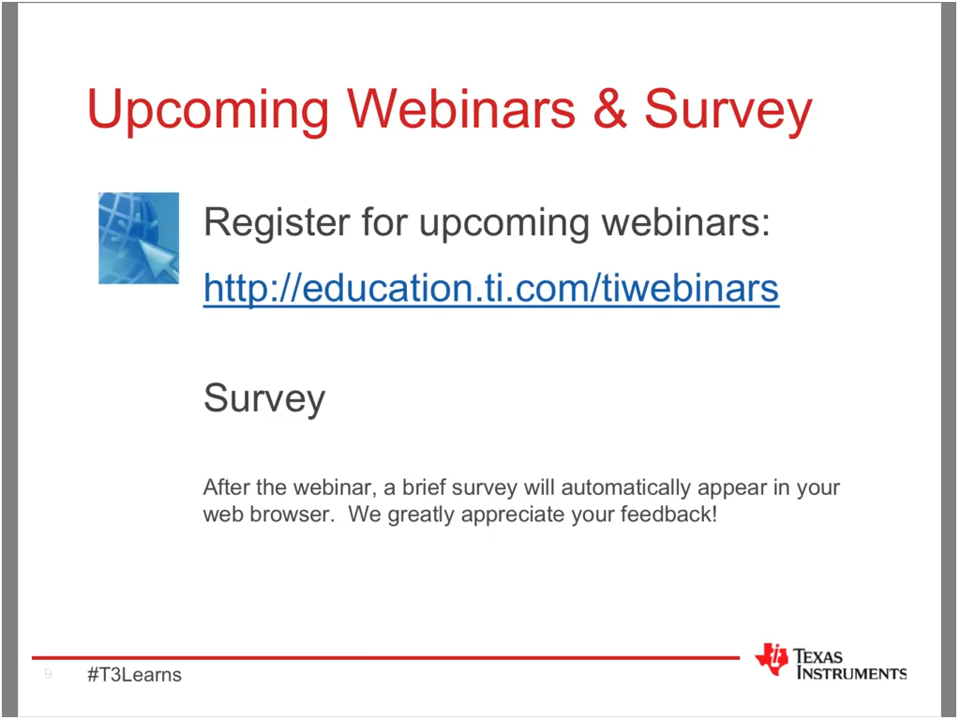 Upcoming Webinars & Survey
Register for upcoming webinars:
http://education.ti.com/tiwebinars
Survey
After the webinar, a brief survey will automatically appear in your
web browser.  We greatly appreciate your feedback!
9
#T3Learns
TEXAS
INSTRUMENTS